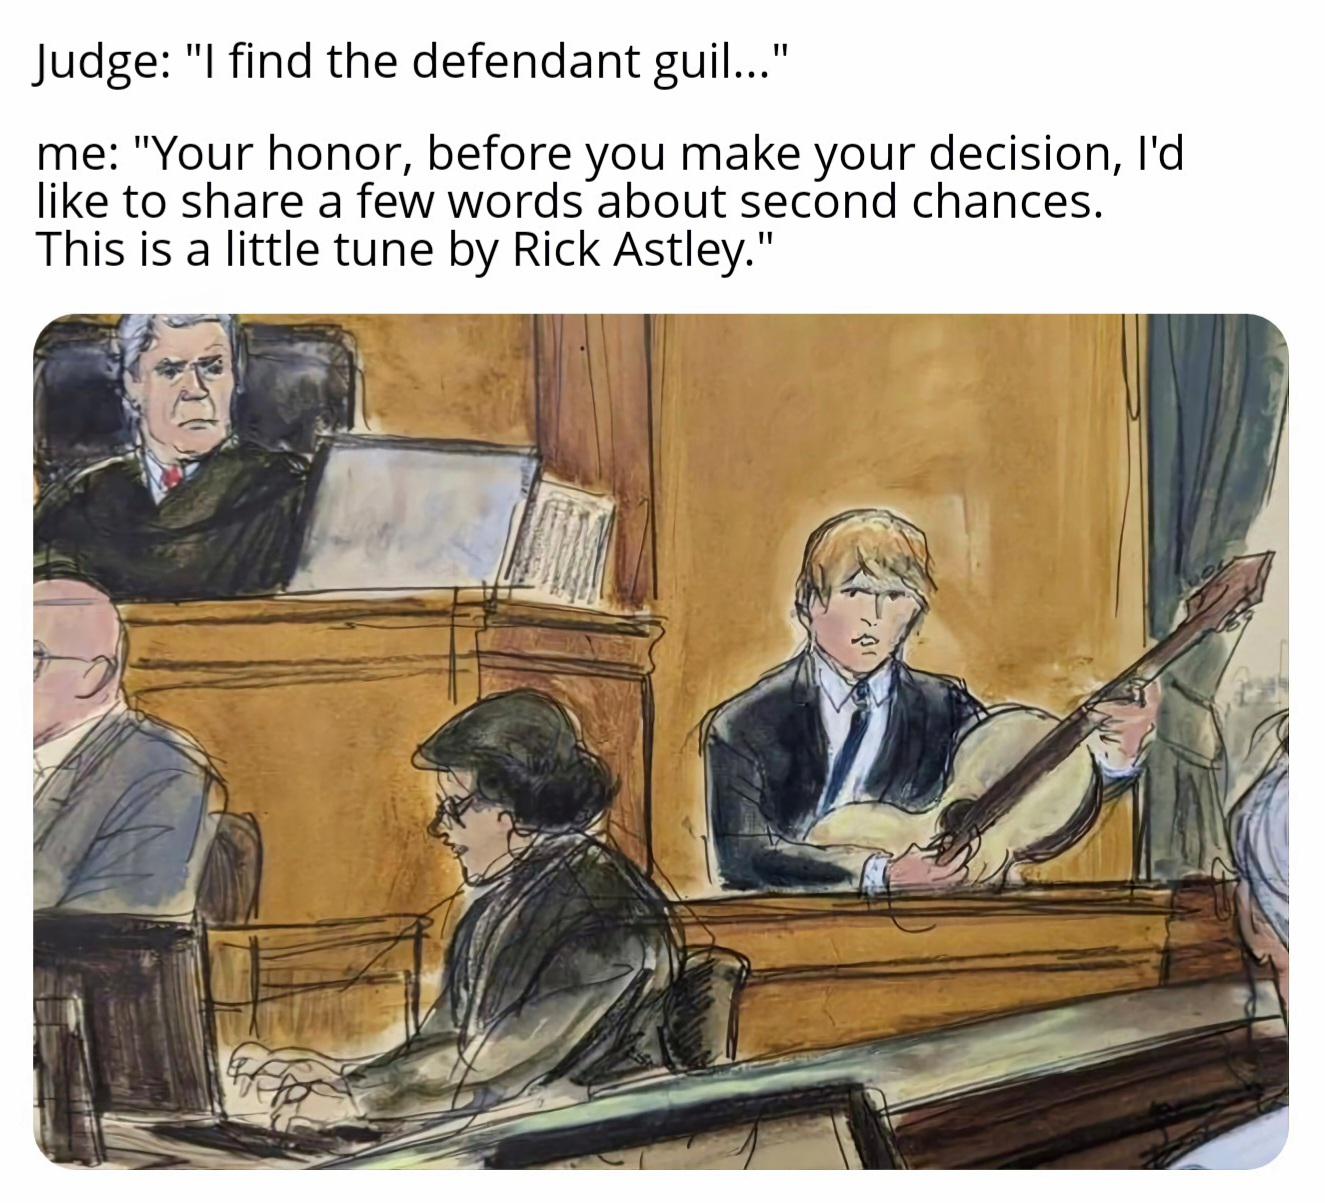 Judge: "I find the defendant guil..."
me: "Your honor, before you make your decision, I'd
like to share a few words about second chances.
This is a little tune by Rick Astley."